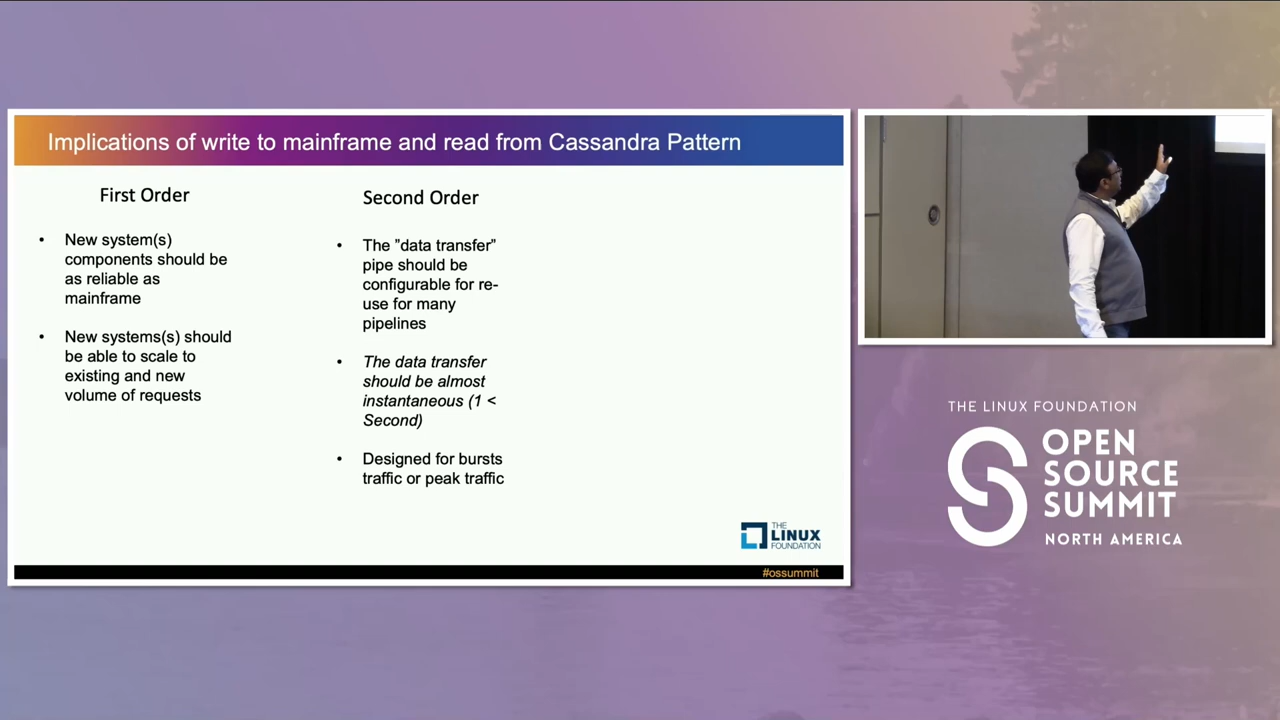 Implications of write to mainframe and read from Cassandra Pattern
First Order
• New system(s)
components should be
as reliable as
mainframe
• New systems(s) should
be able to scale to
existing and new
volume of requests
Second Order
• The ”data transfer”
pipe should be
configurable for re-
use for many
pipelines
• The data transfer
should be almost
instantaneous (1 <
Second)
• Designed for bursts
traffic or peak traffic
THE
LINUX
FOUNDATION
#ossummit
THE LINUX FOUNDATION
OPEN
SOURCE
SUMMIT
NORTH AMERICA